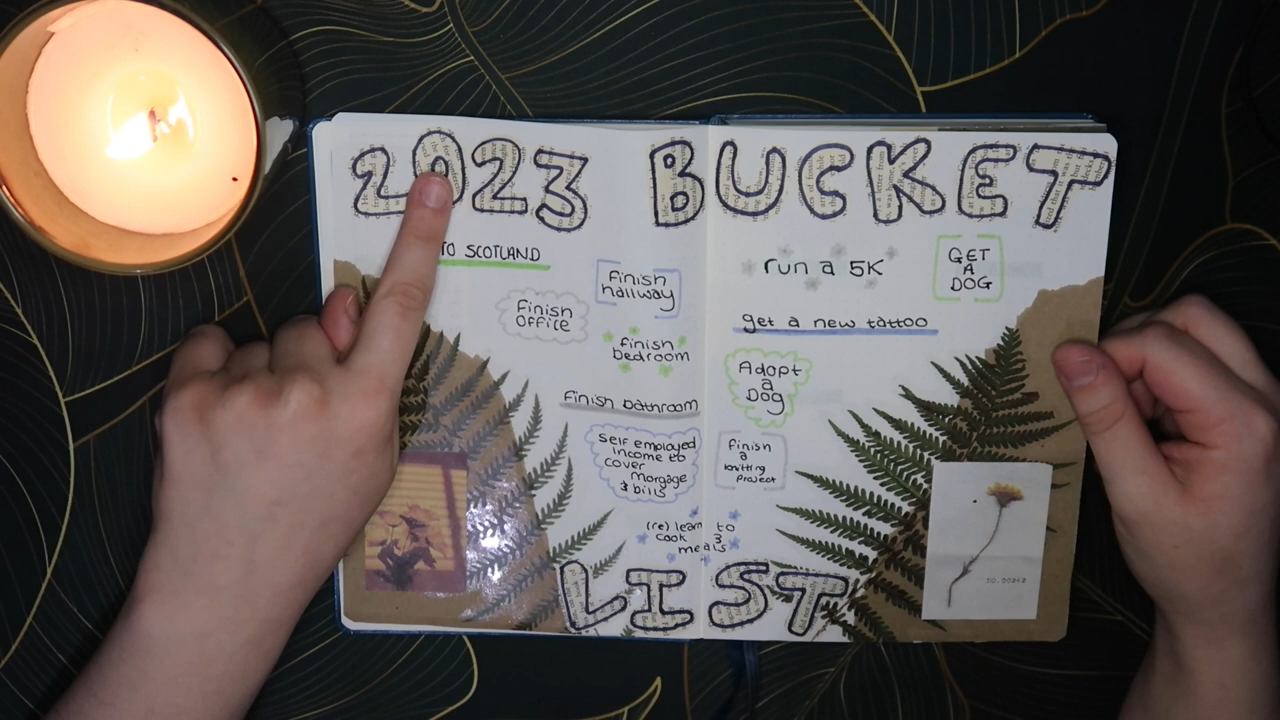 2023 BUCKET
TO SCOTLAND
finish
hallway
Finish
OFFICE
finish
bedroom
Finish bathroom
self employed
income to
cover
morgage
& bills
(re) learn to
cook 3
meals
run a 5K
GET
A
DOG
get a new tattoo
Adopt
a
Dog
finish
a
knitting
project
LIST